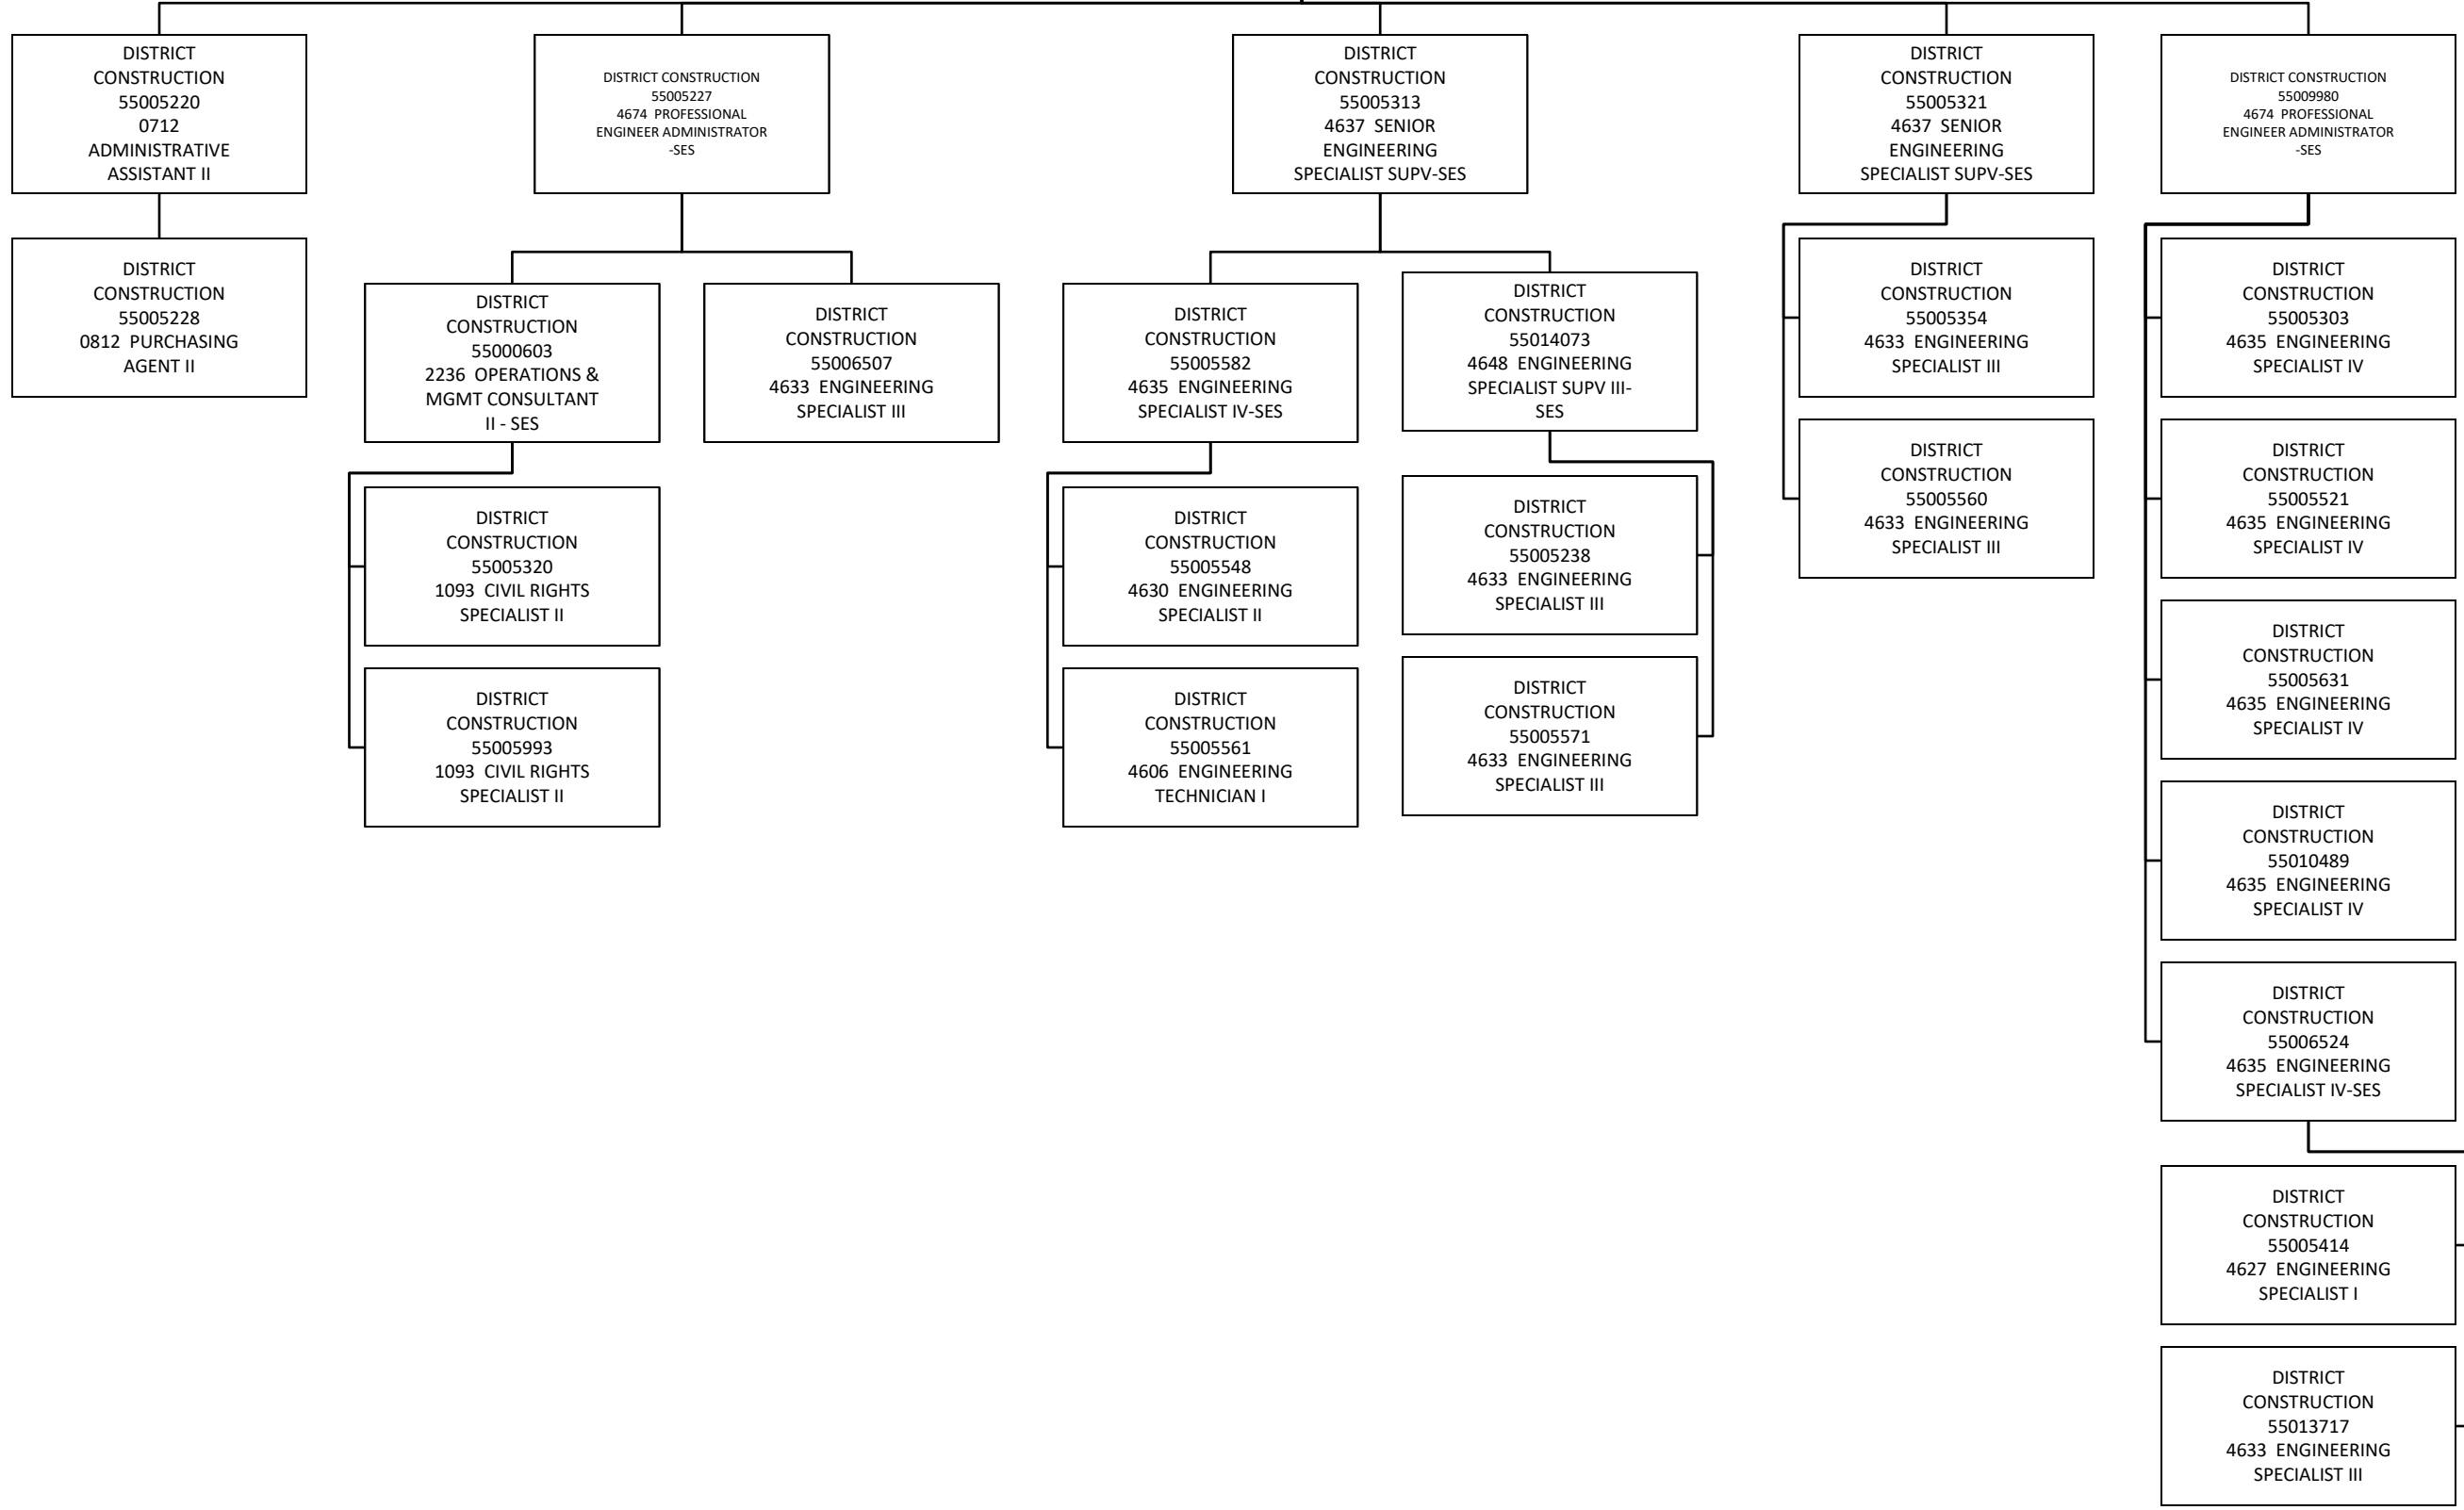 DISTRICT
CONSTRUCTION
55005220
0712
ADMINISTRATIVE
ASSISTANT II
DISTRICT CONSTRUCTION
55005227
4674 PROFESSIONAL
ENGINEER ADMINISTRATOR
-SES
DISTRICT
CONSTRUCTION
55005313
4637 SENIOR
ENGINEERING
SPECIALIST SUPV-SES
DISTRICT
CONSTRUCTION
55005321
4637 SENIOR
ENGINEERING
SPECIALIST SUPV-SES
DISTRICT CONSTRUCTION
55009980
4674 PROFESSIONAL
ENGINEER ADMINISTRATOR
-SES
DISTRICT
CONSTRUCTION
55005228
0812 PURCHASING
AGENT II
DISTRICT
CONSTRUCTION
55000603
2236 OPERATIONS &
MGMT CONSULTANT
II - SES
DISTRICT
CONSTRUCTION
55006507
4633 ENGINEERING
SPECIALIST III
DISTRICT
CONSTRUCTION
55005582
4635 ENGINEERING
SPECIALIST IV-SES
DISTRICT
CONSTRUCTION
55014073
4648 ENGINEERING
SPECIALIST SUPV III-
SES
DISTRICT
CONSTRUCTION
55005354
4633 ENGINEERING
SPECIALIST III
DISTRICT
CONSTRUCTION
55005303
4635 ENGINEERING
SPECIALIST IV
DISTRICT
CONSTRUCTION
55005320
1093 CIVIL RIGHTS
SPECIALIST II
DISTRICT
CONSTRUCTION
55005548
4630 ENGINEERING
SPECIALIST II
DISTRICT
CONSTRUCTION
55005238
4633 ENGINEERING
SPECIALIST III
DISTRICT
CONSTRUCTION
55005560
4633 ENGINEERING
SPECIALIST III
DISTRICT
CONSTRUCTION
55005521
4635 ENGINEERING
SPECIALIST IV
DISTRICT
CONSTRUCTION
55005993
1093 CIVIL RIGHTS
SPECIALIST II
DISTRICT
CONSTRUCTION
55005561
4606 ENGINEERING
TECHNICIAN I
DISTRICT
CONSTRUCTION
55005571
4633 ENGINEERING
SPECIALIST III
DISTRICT
CONSTRUCTION
55005631
4635 ENGINEERING
SPECIALIST IV
DISTRICT
CONSTRUCTION
55010489
4635 ENGINEERING
SPECIALIST IV
DISTRICT
CONSTRUCTION
55006524
4635 ENGINEERING
SPECIALIST IV-SES
DISTRICT
CONSTRUCTION
55005414
4627 ENGINEERING
SPECIALIST I
DISTRICT
CONSTRUCTION
55013717
4633 ENGINEERING
SPECIALIST III